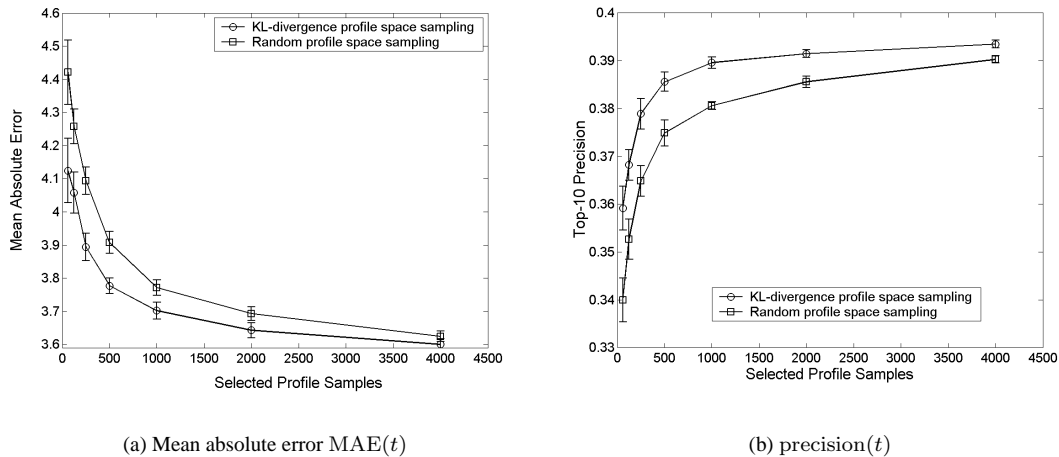 4.6
4.5
4.4
4.3
4.2
4.1
4
3.9
3.8
3.7
3.6
Mean Absolute Error
KL-divergence profile space sampling
Random profile space sampling
0 500 1000 1500 2000 2500 3000 3500 4000 4500
Selected Profile Samples
(a) Mean absolute error MAE(t)
0.4
0.39
0.38
0.37
0.36
0.35
0.34
0.33
Top-10 Precision
KL-divergence profile space sampling
Random profile space sampling
0 500 1000 1500 2000 2500 3000 3500 4000 4500
Selected Profile Samples
(b) precision(t)